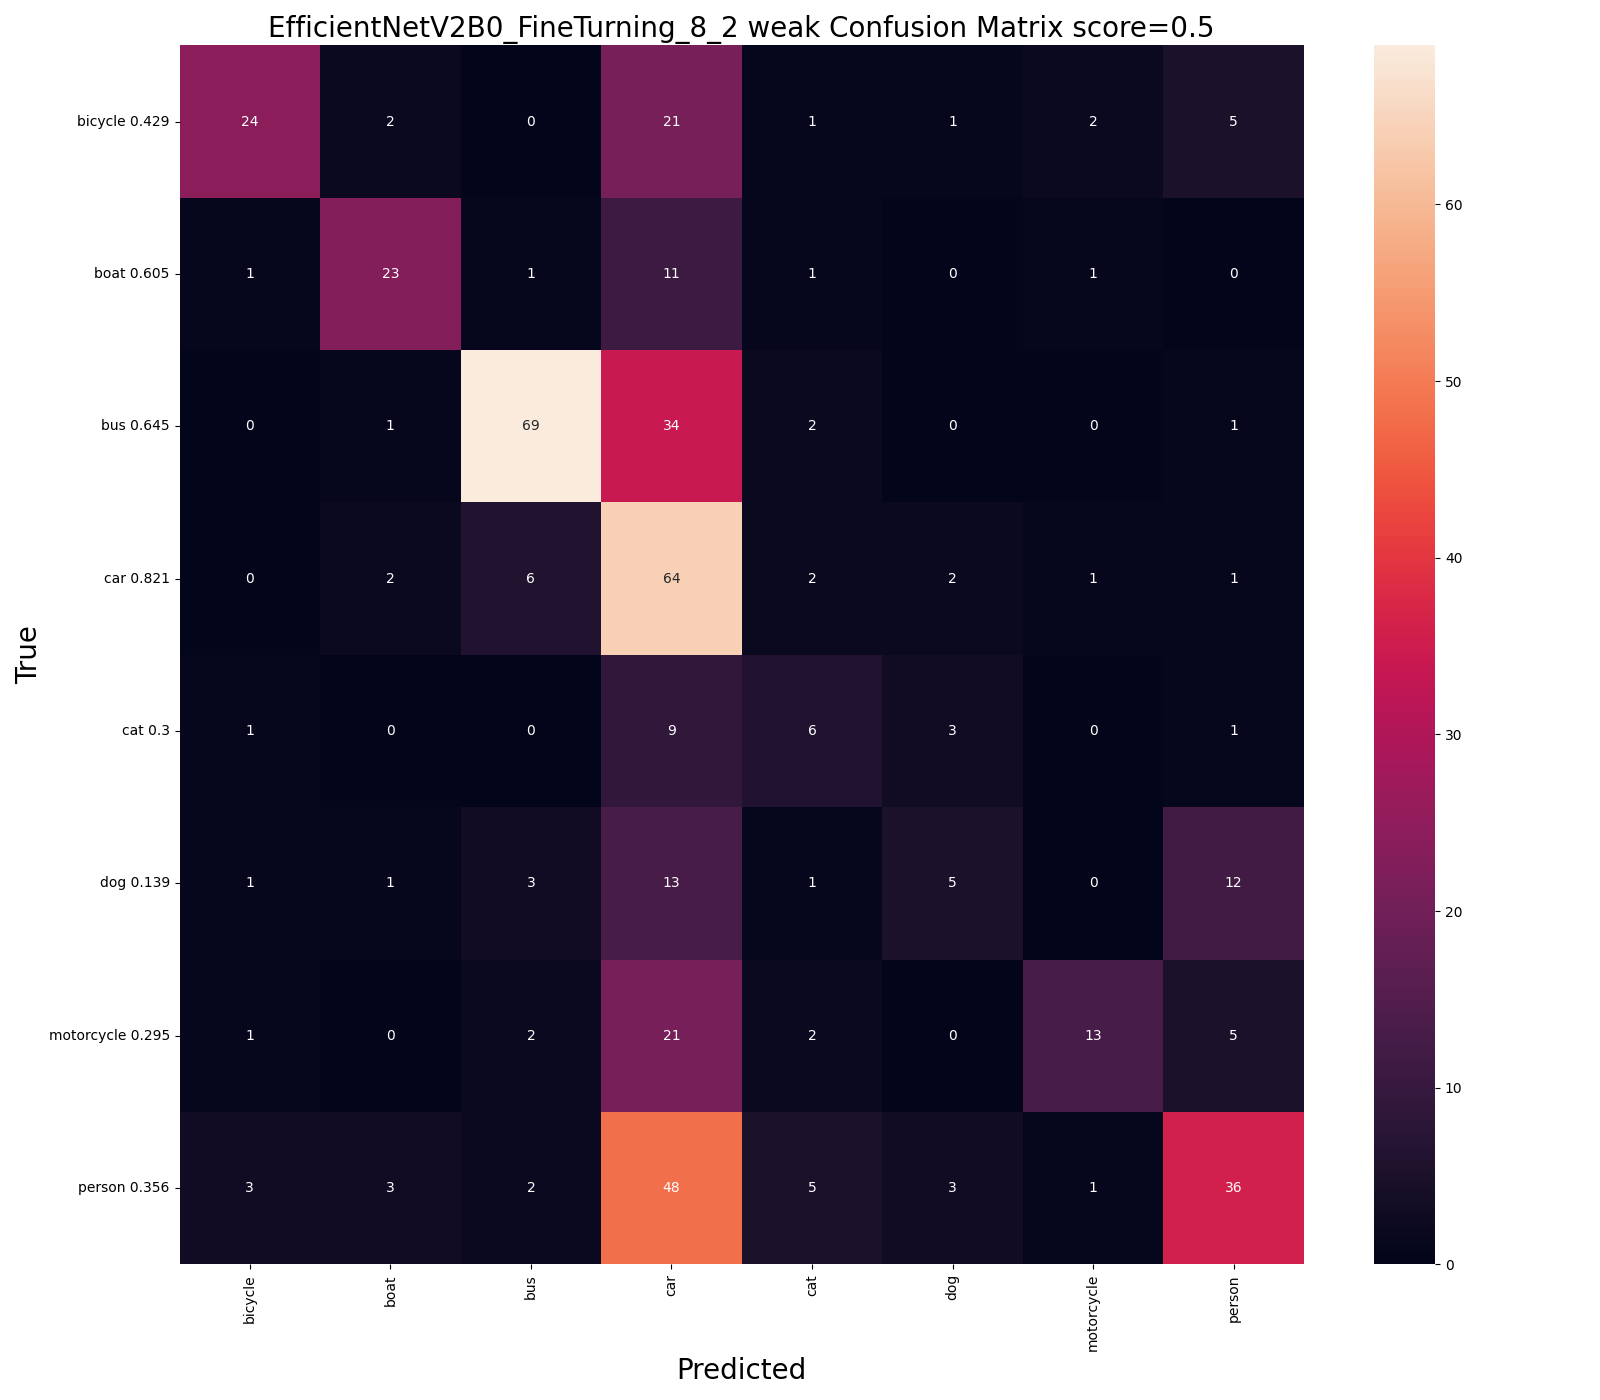 EfficientNetV2B0_FineTurning_8_2 weak Confusion Matrix score=0.5
bicycle 0.429 24 2 0 21 1 1 2 5
60
boat 0.605 1 23 1 11 1 0 1 0
50
bus 0.645 0 1 69 34 2 0 0 1
40
car 0.821 0 2 6 64 2 2 1 1
True
cat 0.3 1 0 0 9 6 3 0 1
30
dog 0.139 1 1 3 13 1 5 0 12
20
motorcycle 0.295 1 0 2 21 2 0 13 5
10
person 0.356 3 3 2 48 5 3 1 36
0
bicycle boat bus car cat dog motorcycle person
Predicted